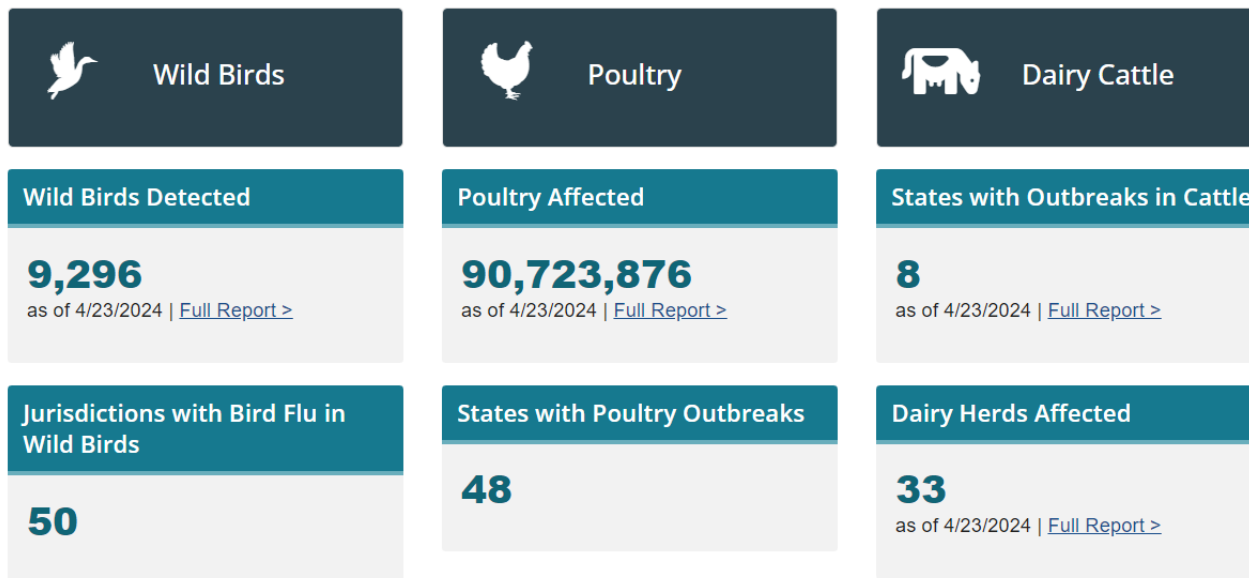 Wild Birds
Poultry
Dairy Cattle
Wild Birds Detected
9,296
as of 4/23/2024 | Full Report >
Poultry Affected
90,723,876
as of 4/23/2024 | Full Report >
States with Outbreaks in Cattle
8
as of 4/23/2024 | Full Report >
Jurisdictions with Bird Flu in
Wild Birds
50
States with Poultry Outbreaks
48
Dairy Herds Affected
33
as of 4/23/2024 | Full Report >